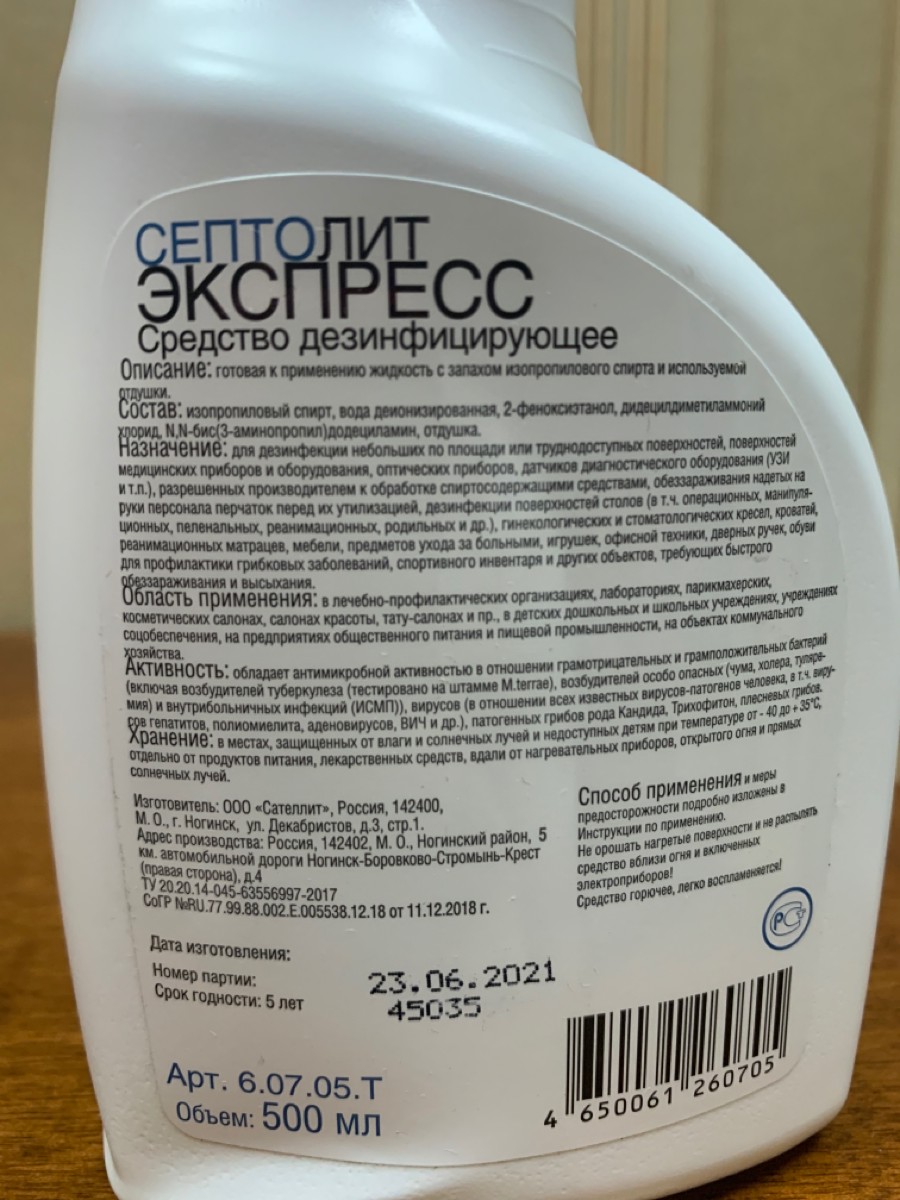 СЕПТОЛИТ
ЭКСПРЕСС
Средство дезинфицирующее
Описание: готовая к применению жидкость с запахом изопропилового спирта и используемой
отдушки.
Состав: изопропиловый спирт, вода деионизированная, 2-феноксиэтанол, дидецилдиметиламмоний
хлорид, N,N-бис(3-аминопропил)додециламин, отдушка.
Назначение: для дезинфекции небольших по площади или труднодоступных поверхностей, поверхностей
медицинских приборов и оборудования, оптических приборов, датчиков диагностического оборудования (УЗИ
и т.п.), разрешенных производителем к обработке спиртосодержащими средствами, обеззараживания надетых на
руки персонала перчаток перед их утилизацией, дезинфекции поверхностей столов (в т.ч. операционных, манипуля-
ционных, пеленальных, реанимационных, родильных и др.), гинекологических и стоматологических кресел, кроватей,
реанимационных матрацев, мебели, предметов ухода за больными, игрушек, офисной техники, дверных ручек, обуви
для профилактики грибковых заболеваний, спортивного инвентаря и других объектов, требующих быстрого
обеззараживания и высыхания.
Область применения: в лечебно-профилактических организациях, лабораториях, парикмахерских,
косметических салонах, салонах красоты, тату-салонах и пр., в детских дошкольных и школьных учреждениях, учреждениях
соцобеспечения, на предприятиях общественного питания и пищевой промышленности, на объектах коммунального
хозяйства.
Активность: обладает антимикробной активностью в отношении грамотрицательных и грамположительных бактерий
(включая возбудителей туберкулеза (тестировано на штамме M.terrae), возбудителей особо опасных (чума, холера, туляре-
мия) и внутрибольничных инфекций (ИСМП)), вирусов (в отношении всех известных вирусов-патогенов человека, в т.ч. виру-
сов гепатитов, полиомиелита, аденовирусов, ВИЧ и др.), патогенных грибов рода Кандида, Трихофитон, плесневых грибов.
Хранение: в местах, защищенных от влаги и солнечных лучей и недоступных детям при температуре от - 40 до + 35°С,
отдельно от продуктов питания, лекарственных средств, вдали от нагревательных приборов, открытого огня и прямых
солнечных лучей.
Изготовитель: ООО «Сателлит», Россия, 142400,
М. О., г. Ногинск, ул. Декабристов, д.3, стр.1.
Адрес производства: Россия, 142402, М. О., Ногинский район, 5
км. автомобильной дороги Ногинск-Боровково-Стромынь-Крест
(правая сторона), д.4
ТУ 20.20.14-045-63556997-2017
СоГР №RU.77.99.88.002.Е.005538.12.18 от 11.12.2018 г.
Способ применения и меры
предосторожности подробно изложены в
Инструкции по применению.
Не орошать нагретые поверхности и не распылять
средство вблизи огня и включенных
электроприборов!
Средство горючее, легко воспламеняется!
РСТ
Дата изготовления:
Номер партии:
Срок годности: 5 лет
23.06.2021
45035
Арт. 6.07.05.Т
Объем: 500 мл
4 650061 260705